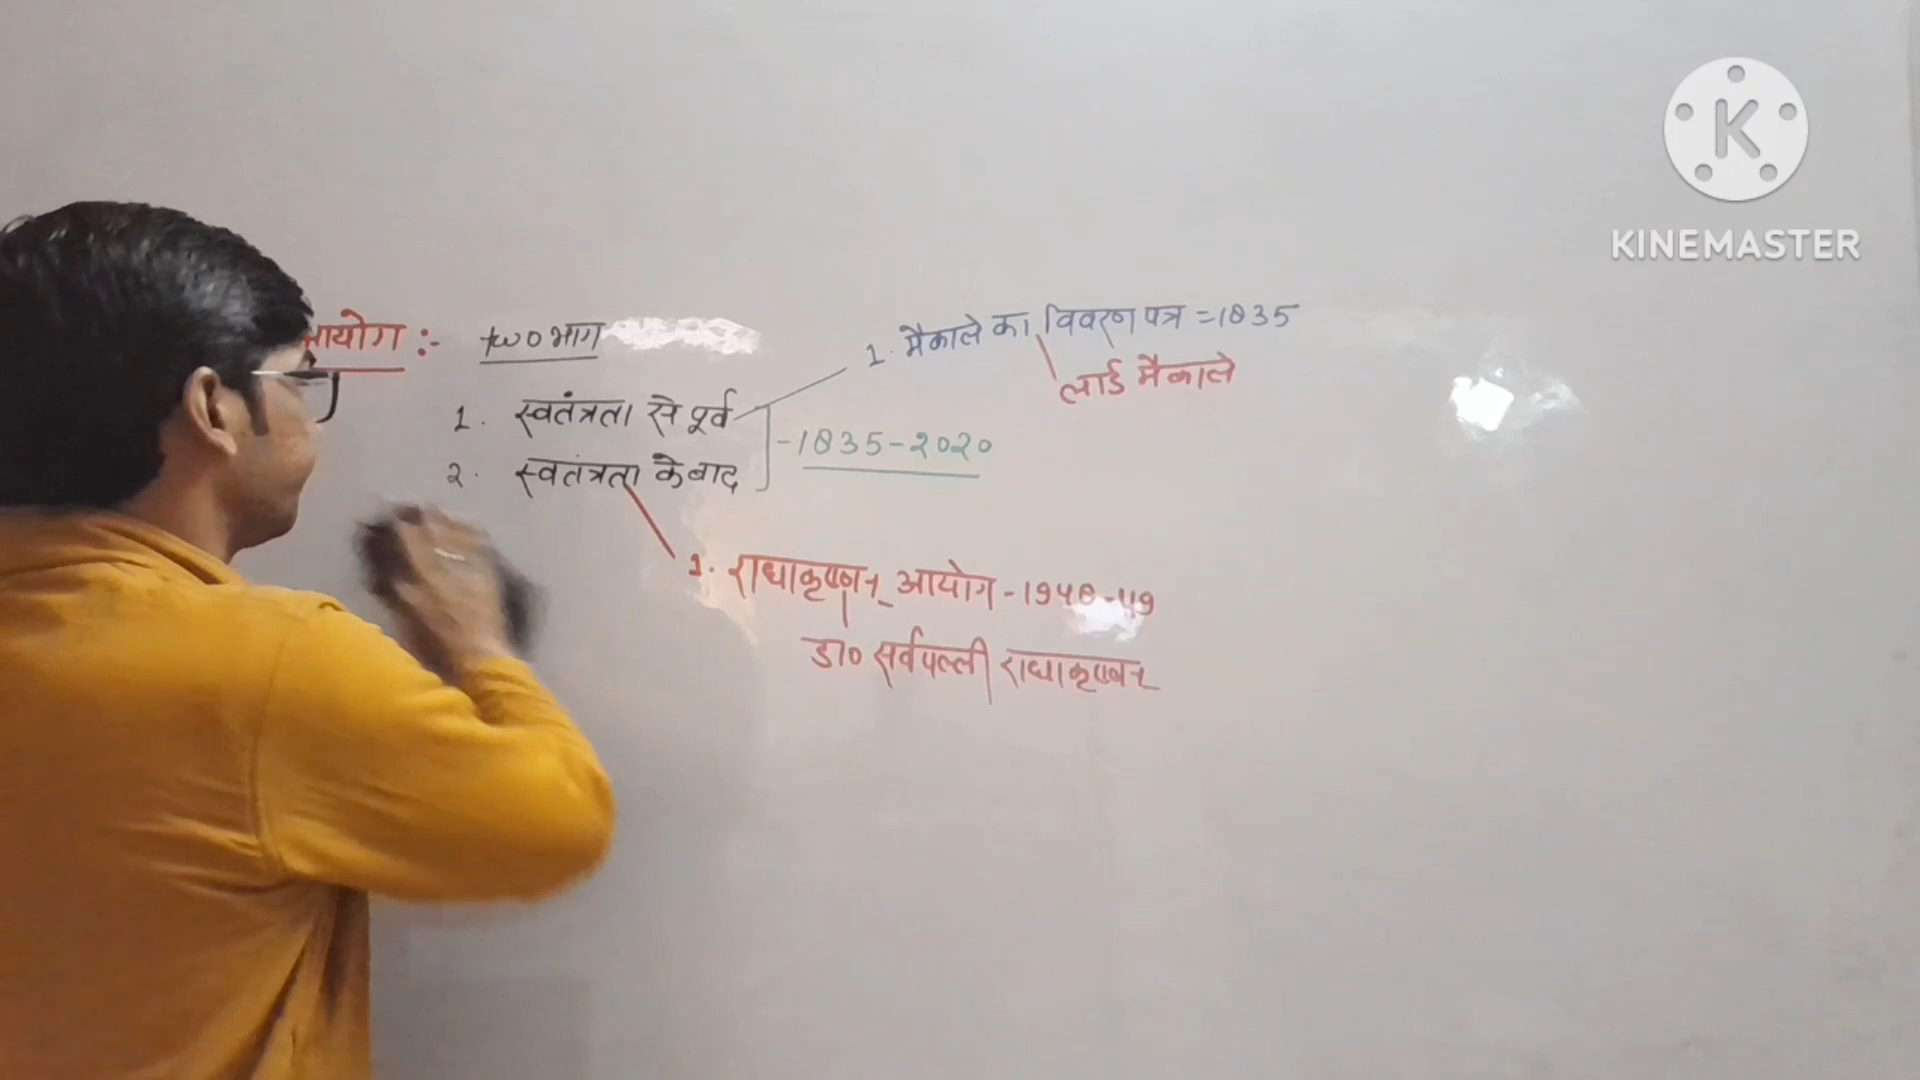 आयोग :- two भाग
1. स्वतंत्रता से पूर्व
2. स्वतंत्रता के बाद
- 1835 - 2020
1. मैकाले का विवरण पत्र = 1835
लार्ड मैकाले
1. राधाकृष्णन् आयोग - 1948-49
डा० सर्वपल्ली राधाकृष्णन्
K
KINEMASTER